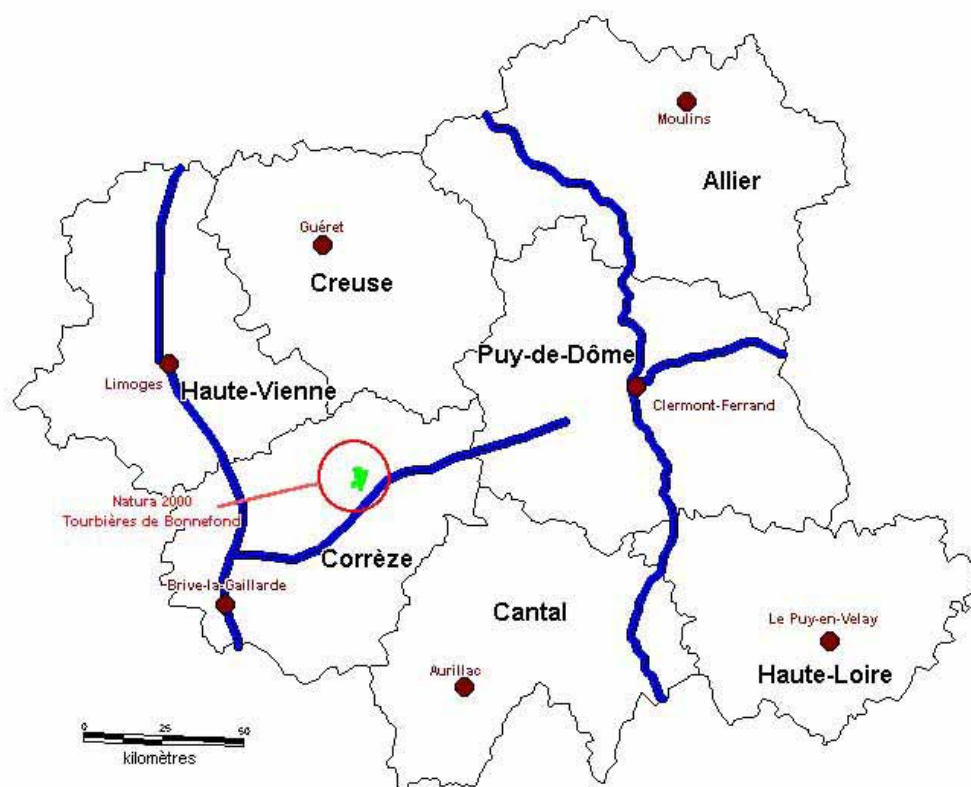 Moulins
Allier
Guéret
Creuse
Puy-de-Dôme
Limoges
Haute-Vienne
Clermont-Ferrand
Natura 2000
Tourbières de Bonnefond
Corrèze
Brive-la-Gaillarde
Cantal
Le Puy-en-Velay
Haute-Loire
Aurillac
0 25 50
kilomètres